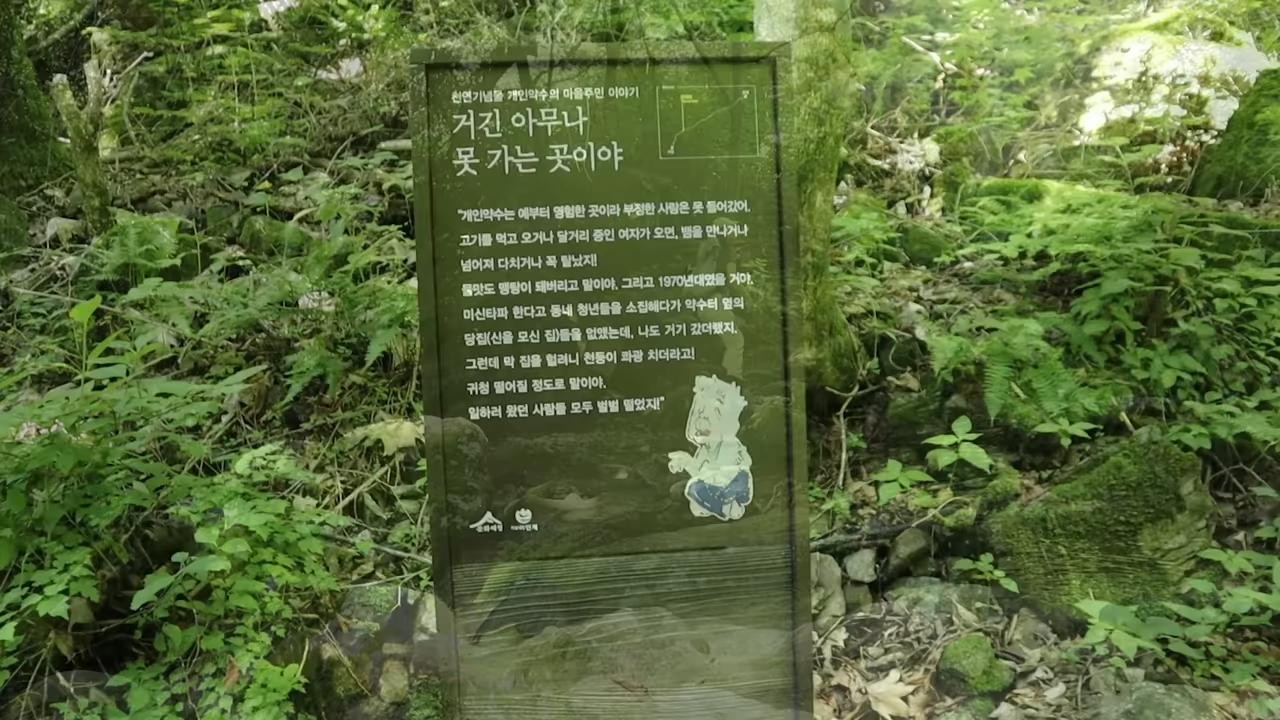 천연기념물 개인약수의 마을주민 이야기
거긴 아무나
못 가는 곳이야
"개인약수는 예부터 영험한 곳이라 부정한 사람은 못 들어갔어.
고기를 먹고 오거나 달거리 중인 여자가 오면, 뱀을 만나거나
넘어져 다치거나 꼭 탈났지!
물맛도 맹탕이 돼버리고 말이야. 그리고 1970년대였을 거야.
미신타파 한다고 동네 청년들을 소집해다가 약수터 옆의
당집(신을 모신 집)들을 없앴는데, 나도 거기 갔더랬지.
그런데 막 집을 헐려니 천둥이 콰광 치더라고!
귀청 떨어질 정도로 말이야.
일하러 왔던 사람들 모두 벌벌 떨었지!"
문화재청 인제